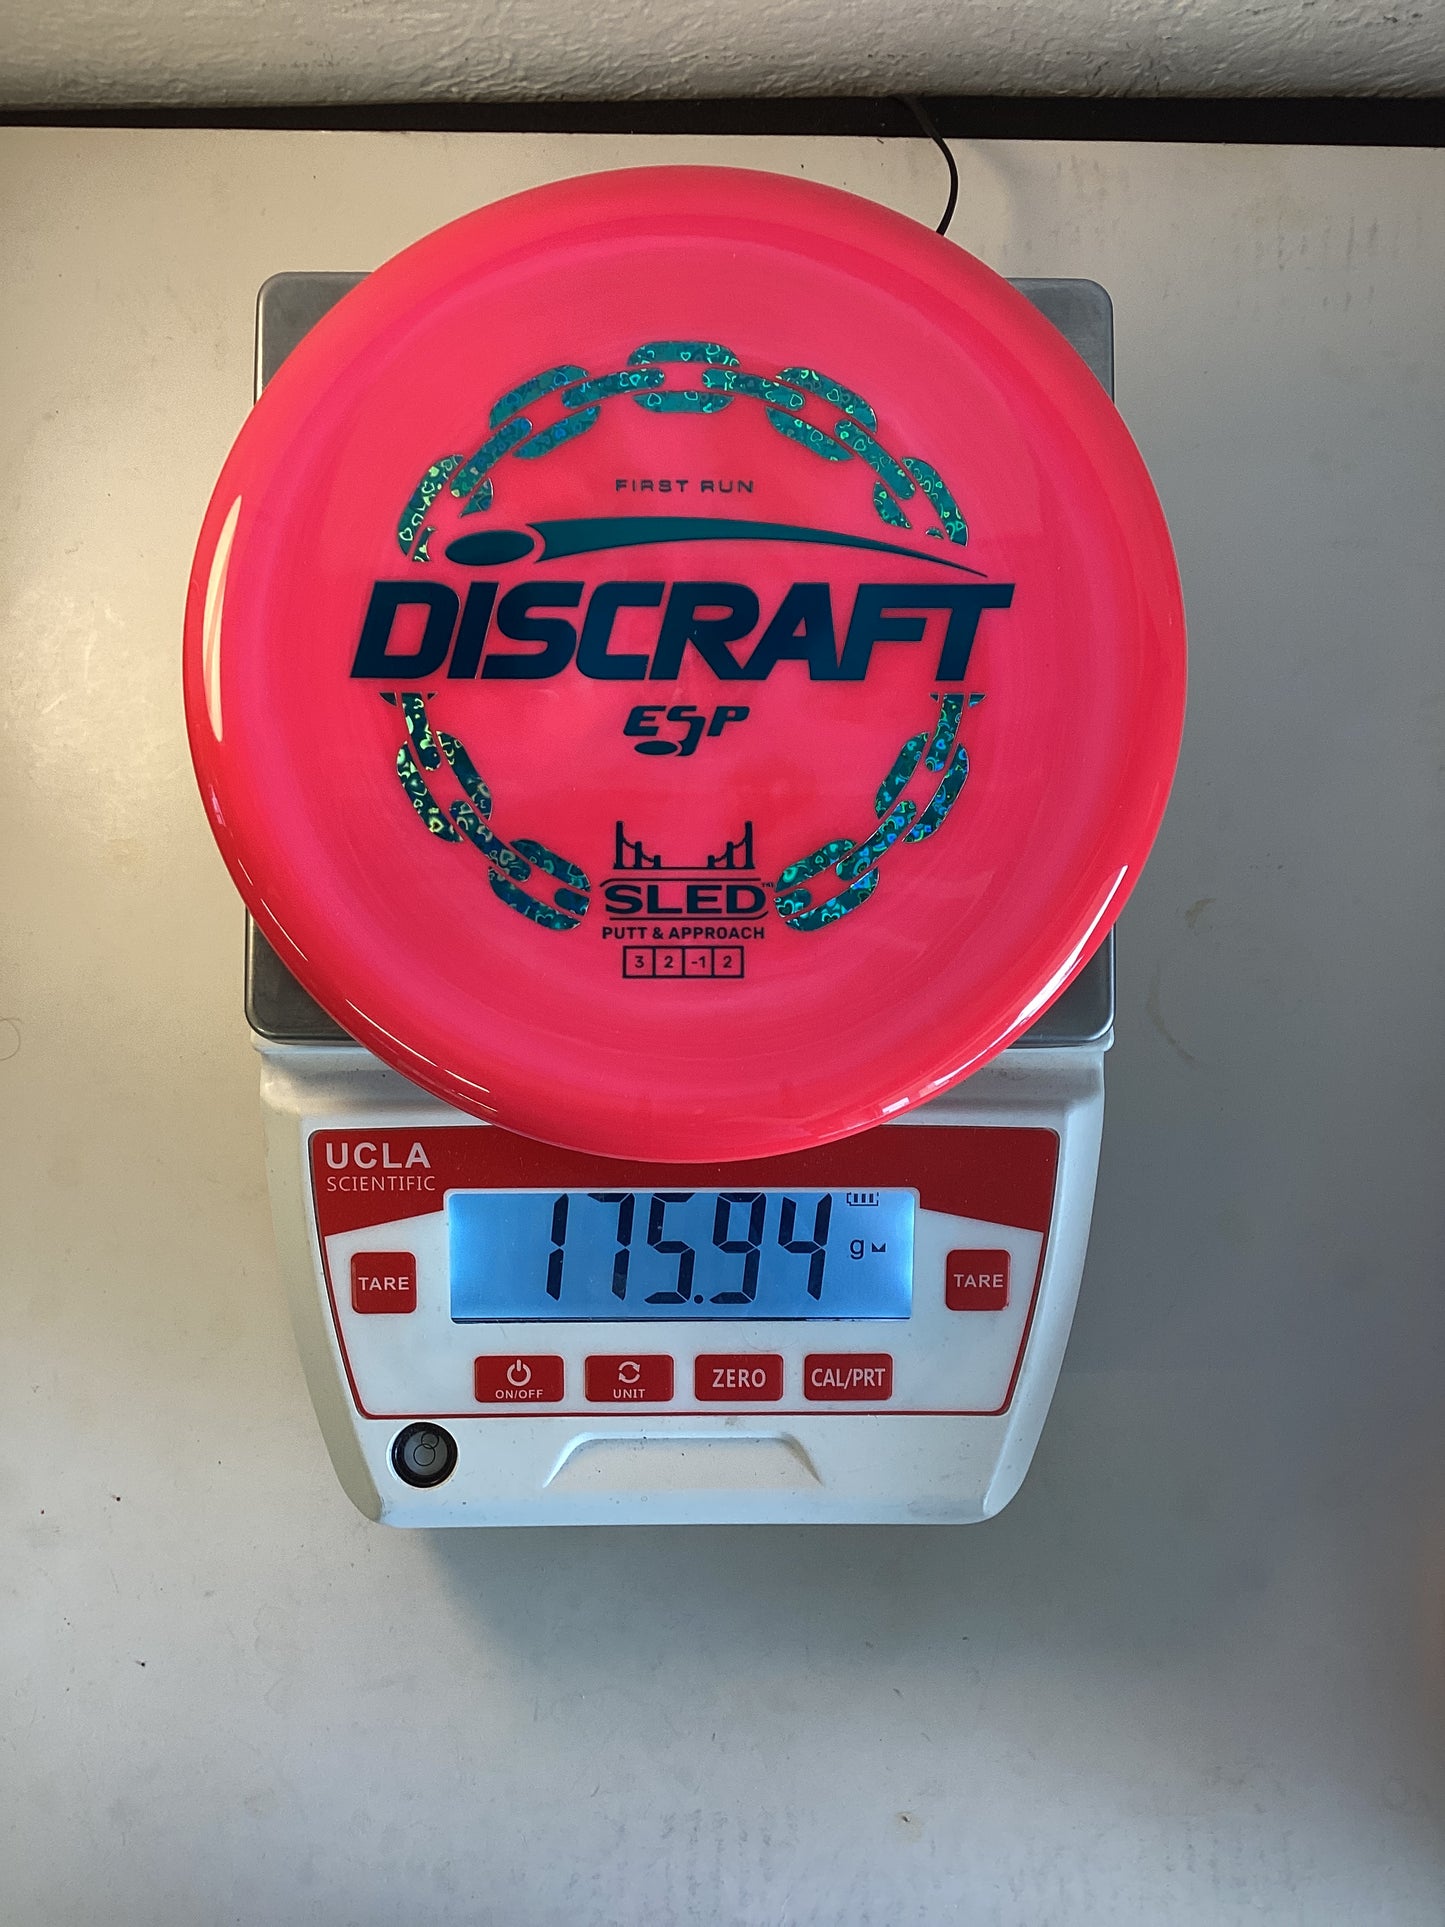 FIRST RUN
DISCRAFT
ESP
SLED™
PUTT & APPROACH
3 2 -1 2
UCLA
SCIENTIFIC
175.94 g
TARE
TARE
ON/OFF
UNIT
ZERO
CAL/PRT